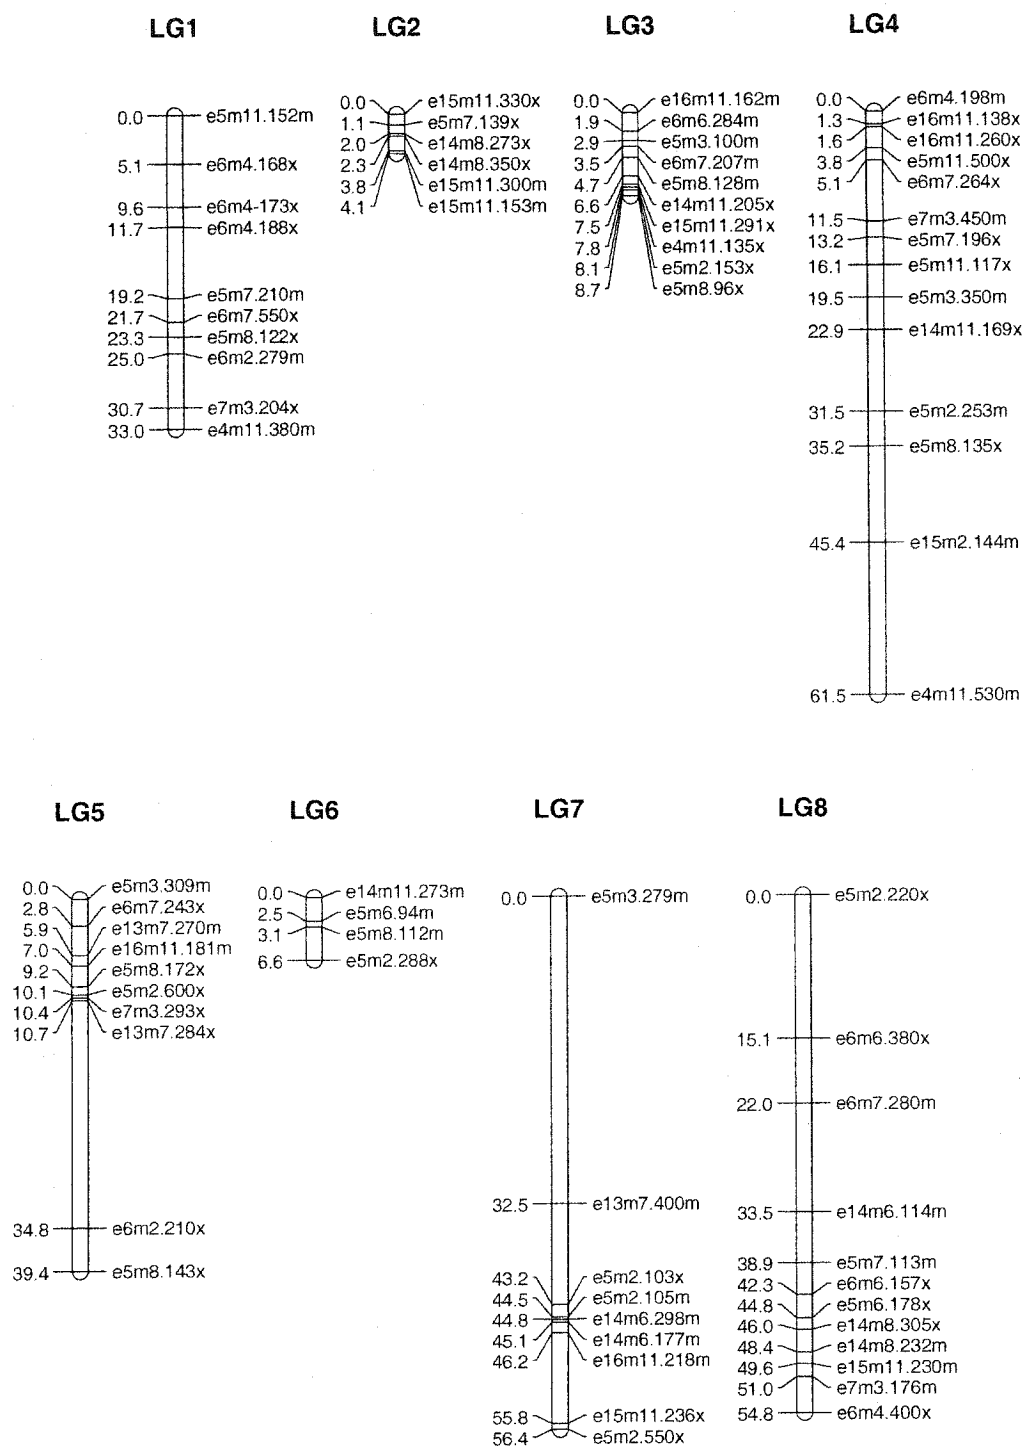 LG1 LG2 LG3 LG4
0.0 e5m11.152m
5.1 e6m4.168x
9.6 e6m4-173x
11.7 e6m4.188x
19.2 e5m7.210m
21.7 e6m7.550x
23.3 e5m8.122x
25.0 e6m2.279m
30.7 e7m3.204x
33.0 e4m11.380m
0.0 e15m11.330x
1.1 e5m7.139x
2.0 e14m8.273x
2.3 e14m8.350x
3.8 e15m11.300m
4.1 e15m11.153m
0.0 e16m11.162m
1.9 e6m6.284m
2.9 e5m3.100m
3.5 e6m7.207m
4.7 e5m8.128m
6.6 e14m11.205x
7.5 e15m11.291x
7.8 e4m11.135x
8.1 e5m2.153x
8.7 e5m8.96x
0.0 e6m4.198m
1.3 e16m11.138x
1.6 e16m11.260x
3.8 e5m11.500x
5.1 e6m7.264x
11.5 e7m3.450m
13.2 e5m7.196x
16.1 e5m11.117x
19.5 e5m3.350m
22.9 e14m11.169x
31.5 e5m2.253m
35.2 e5m8.135x
45.4 e15m2.144m
61.5 e4m11.530m
LG5 LG6 LG7 LG8
0.0 e5m3.309m
2.8 e6m7.243x
5.9 e13m7.270m
7.0 e16m11.181m
9.2 e5m8.172x
10.1 e5m2.600x
10.4 e7m3.293x
10.7 e13m7.284x
34.8 e6m2.210x
39.4 e5m8.143x
0.0 e14m11.273m
2.5 e5m6.94m
3.1 e5m8.112m
6.6 e5m2.288x
0.0 e5m3.279m
32.5 e13m7.400m
43.2 e5m2.103x
44.5 e5m2.105m
44.8 e14m6.298m
45.1 e14m6.177m
46.2 e16m11.218m
55.8 e15m11.236x
56.4 e5m2.550x
0.0 e5m2.220x
15.1 e6m6.380x
22.0 e6m7.280m
33.5 e14m6.114m
38.9 e5m7.113m
42.3 e6m6.157x
44.8 e5m6.178x
46.0 e14m8.305x
48.4 e14m8.232m
49.6 e15m11.230m
51.0 e7m3.176m
54.8 e6m4.400x